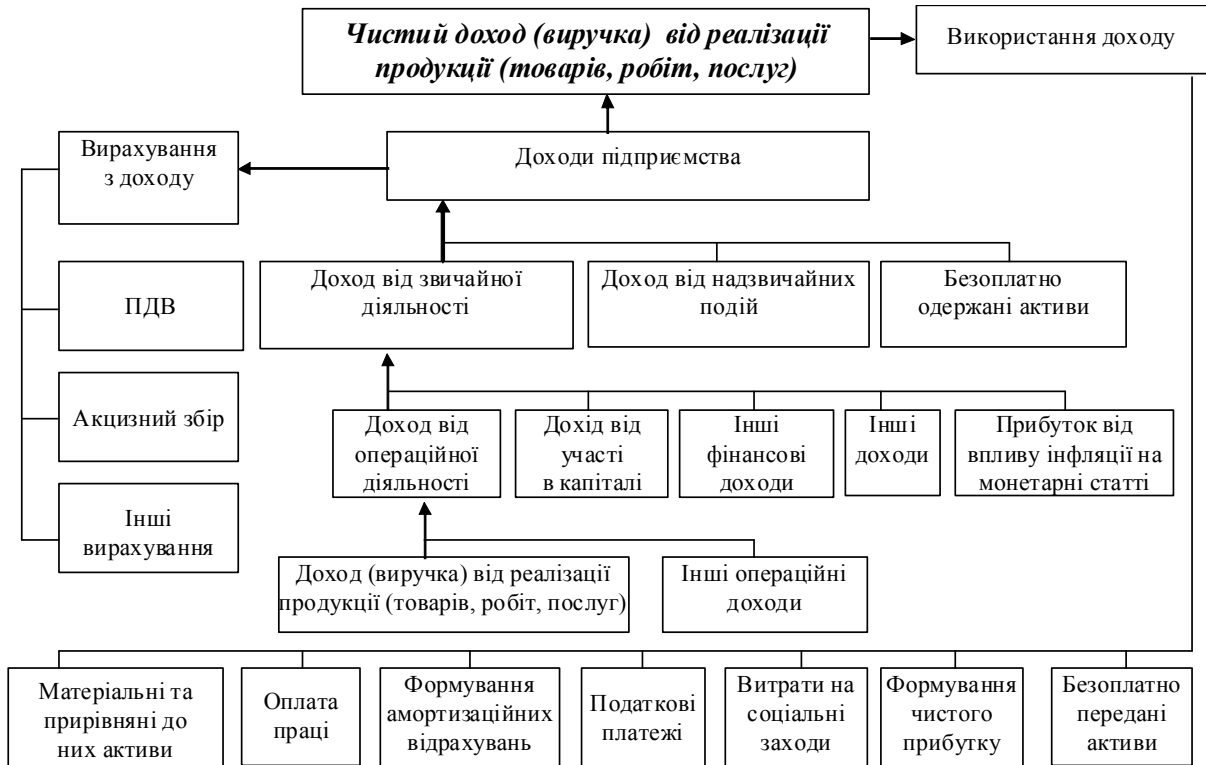 Чистий доход (виручка) від реалізації
продукції (товарів, робіт, послуг)
Використання доходу
Вирахування
з доходу
Доходи підприємства
ПДВ
Доход від звичайної
діяльності
Доход від надзвичайних
подій
Безоплатно
одержані активи
Акцизний збір
Доход від
операційної
діяльності
Дохід від
участі
в капіталі
Інші
фінансові
доходи
Інші
доходи
Прибуток від
впливу інфляції на
монетарні статті
Інші
вирахування
Доход (виручка) від реалізації
продукції (товарів, робіт, послуг)
Інші операційні
доходи
Матеріальні та
прирівняні до
них активи
Оплата
праці
Формування
амортизаційних
відрахувань
Податкові
платежі
Витрати на
соціальні
заходи
Формування
чистого
прибутку
Безоплатно
передані
активи